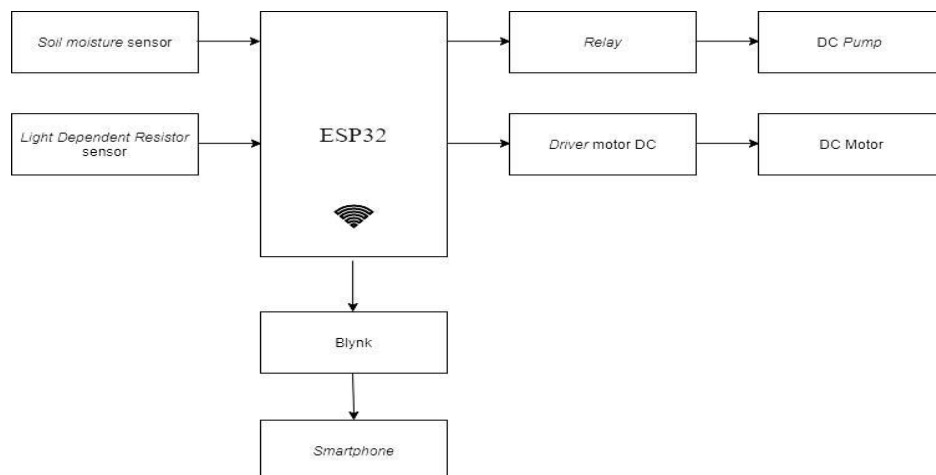 Soil moisture sensor
Relay
DC Pump
Light Dependent Resistor
sensor
ESP32
Driver motor DC
DC Motor
Blynk
Smartphone